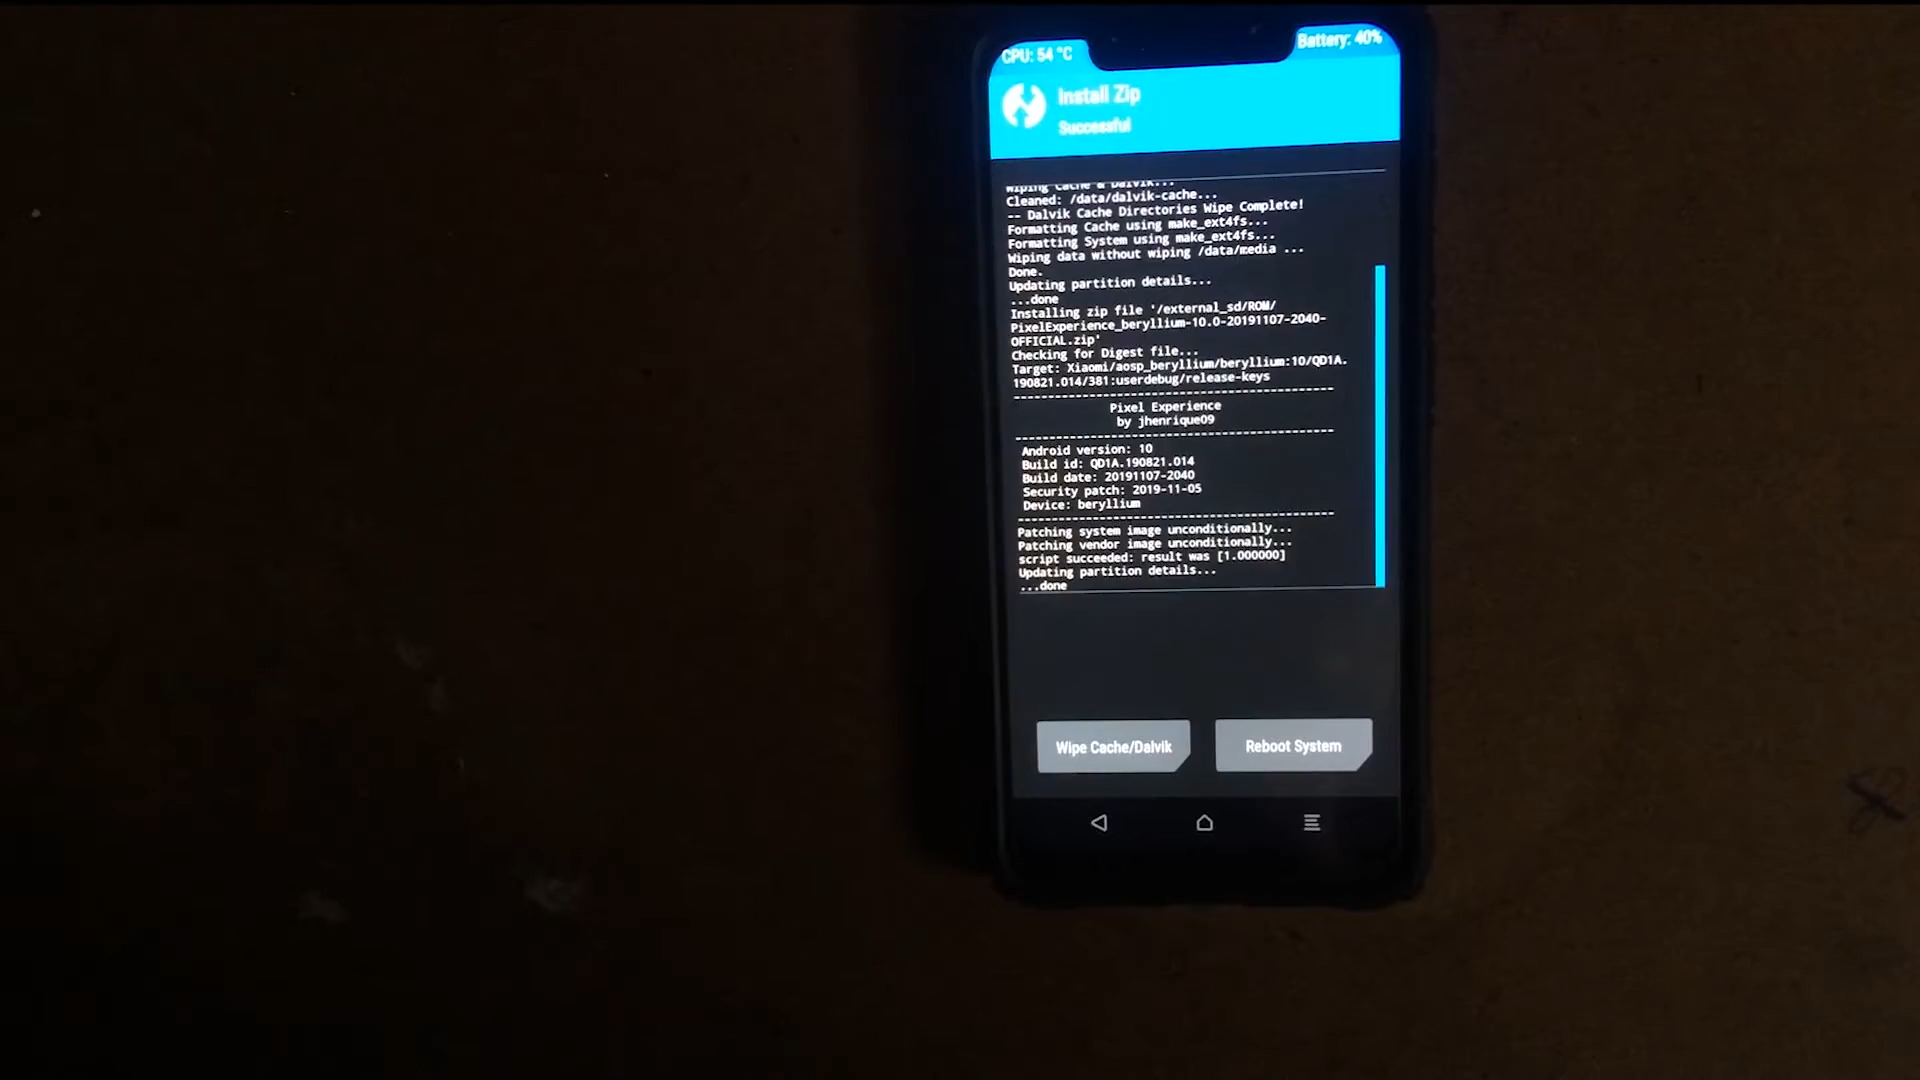 CPU: 54 °C
Battery: 40%
Install Zip
Successful
Wiping Cache & Dalvik...
Cleaned: /data/dalvik-cache...
-- Dalvik Cache Directories Wipe Complete!
Formatting Cache using make_ext4fs...
Formatting System using make_ext4fs...
Wiping data without wiping /data/media ...
Done.
Updating partition details...
...done
Installing zip file '/external_sd/ROM/
PixelExperience_beryllium-10.0-20191107-2040-
OFFICIAL.zip'
Checking for Digest file...
Target: Xiaomi/aosp_beryllium/beryllium:10/QD1A.
190821.014/381:userdebug/release-keys
----------------------------------------------
Pixel Experience
by jhenrique09
----------------------------------------------
Android version: 10
Build id: QD1A.190821.014
Build date: 20191107-2040
Security patch: 2019-11-05
Device: beryllium
----------------------------------------------
Patching system image unconditionally...
Patching vendor image unconditionally...
script succeeded: result was [1.000000]
Updating partition details...
...done
Wipe Cache/Dalvik
Reboot System